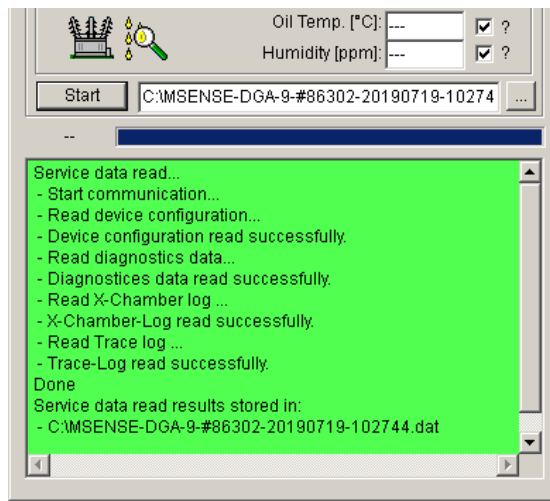 Oil Temp. [°C]: --- ?
Humidity [ppm]: --- ?
Start C:\MSENSE-DGA-9-#86302-20190719-10274 ...
--
Service data read...
- Start communication...
- Read device configuration...
- Device configuration read successfully.
- Read diagnostics data...
- Diagnostices data read successfully.
- Read X-Chamber log ...
- X-Chamber-Log read successfully.
- Read Trace log ...
- Trace-Log read successfully.
Done
Service data read results stored in:
- C:\MSENSE-DGA-9-#86302-20190719-102744.dat